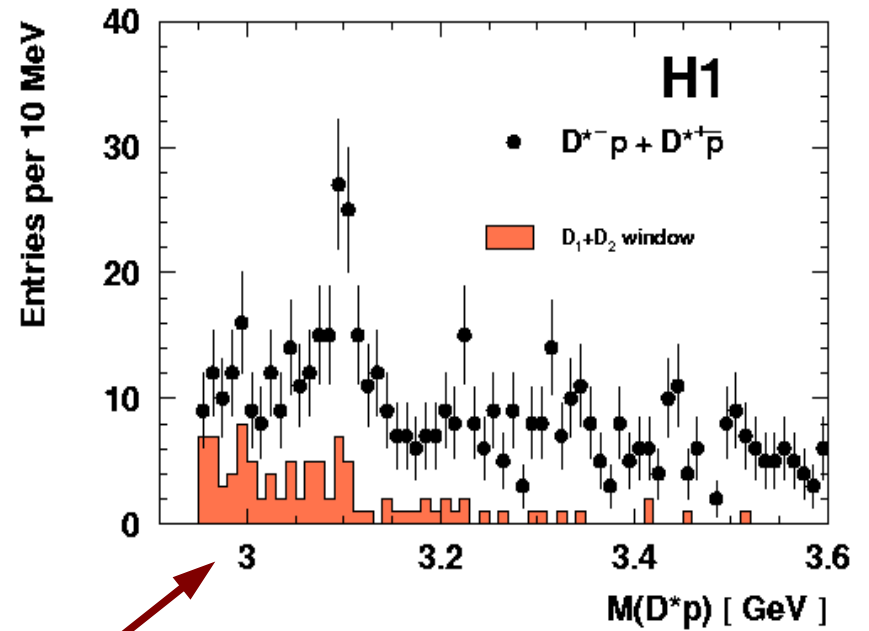 Entries per 10 MeV
40
30
20
10
0
H1
D*⁻p + D*⁺p̅
D₁+D₂ window
3
3.2
3.4
3.6
M(D*p) [ GeV ]